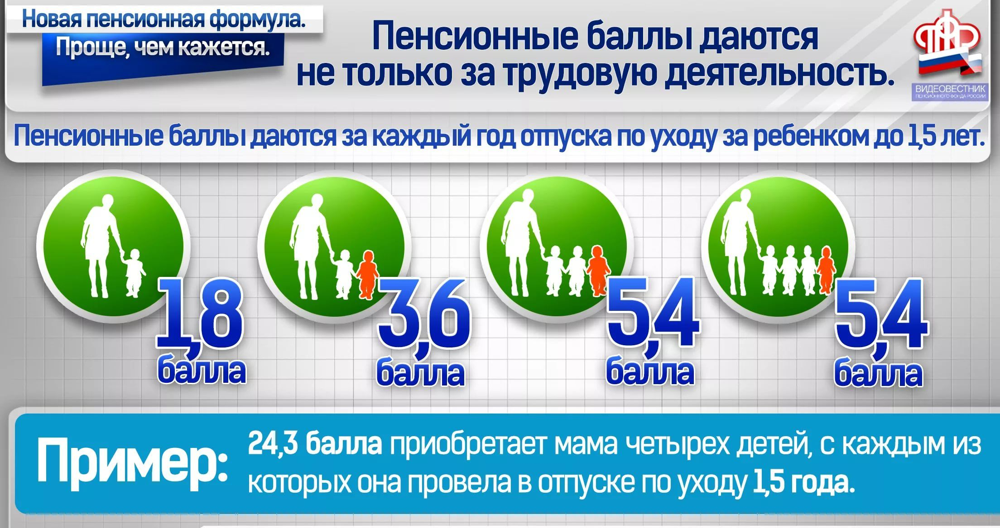 Новая пенсионная формула.
Проще, чем кажется.
Пенсионные баллы даются
не только за трудовую деятельность.
ВИДЕОВЕСТНИК
ПЕНСИОННОГО ФОНДА РОССИИ
Пенсионные баллы даются за каждый год отпуска по уходу за ребенком до 1,5 лет.
1,8
балла
3,6
балла
5,4
балла
5,4
балла
Пример:
24,3 балла приобретает мама четырех детей, с каждым из
которых она провела в отпуске по уходу 1,5 года.